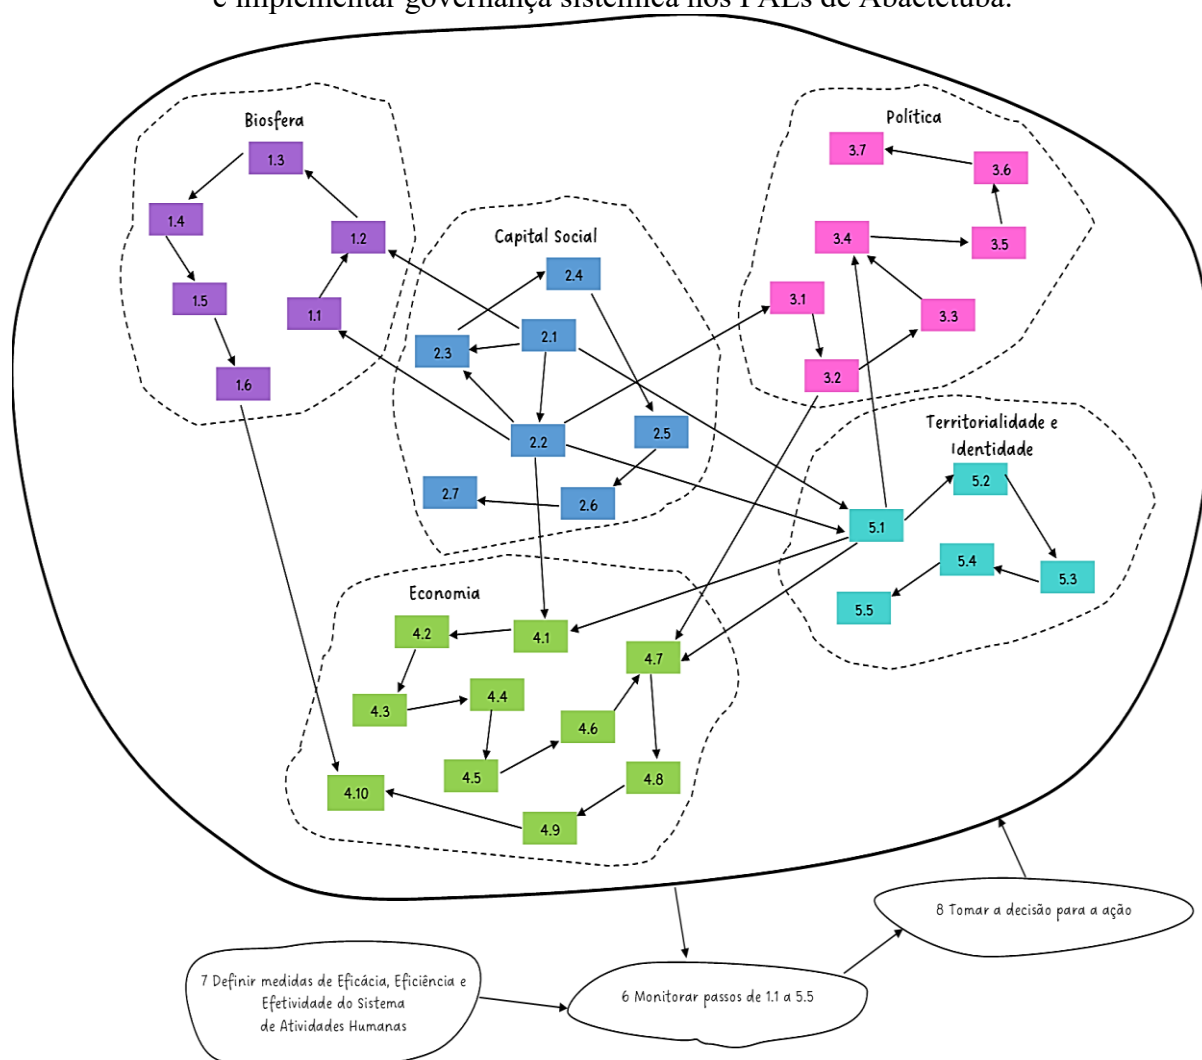 e implementar governança sistêmica nos PAEs de Abaetetuba.
Biosfera
1.3
1.4
1.2
1.5
1.1
1.6
Capital Social
2.4
2.1
2.3
2.2
2.5
2.7
2.6
Política
3.7
3.6
3.4
3.5
3.1
3.3
3.2
Territorialidade e
Identidade
5.2
5.1
5.4
5.3
5.5
Economia
4.2
4.1
4.7
4.3
4.4
4.6
4.5
4.8
4.10
4.9
8 Tomar a decisão para a ação
7 Definir medidas de Eficácia, Eficiência e
Efetividade do Sistema
de Atividades Humanas
6 Monitorar passos de 1.1 a 5.5